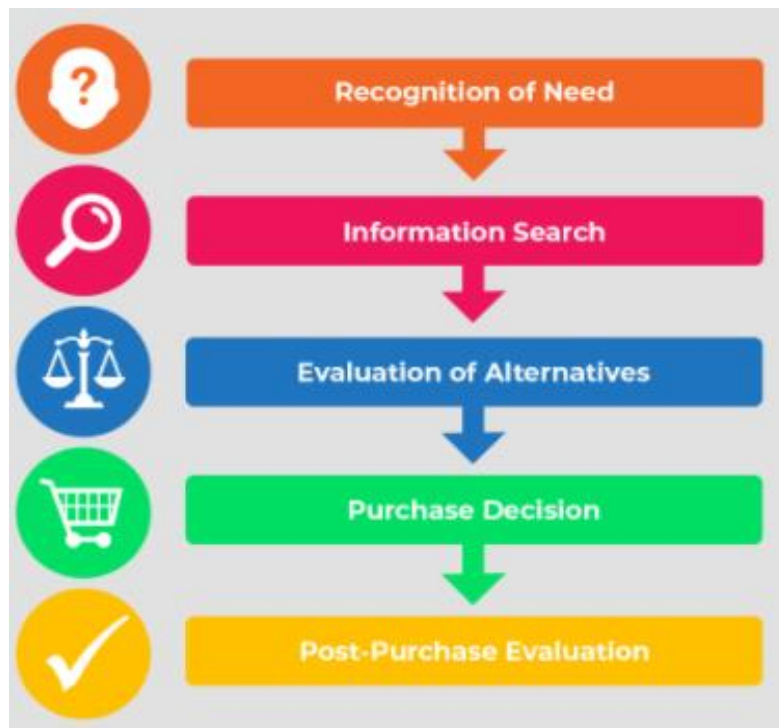 ?
Recognition of Need
Information Search
Evaluation of Alternatives
Purchase Decision
Post-Purchase Evaluation